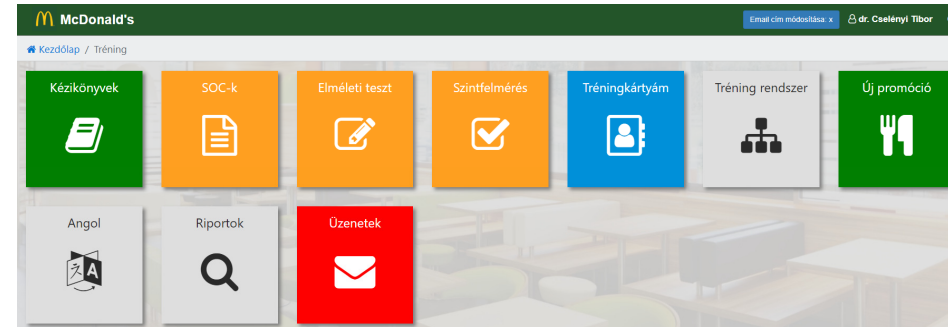 McDonald's
Email cím módosítása: x
dr. Cselényi Tibor
Kezdőlap / Tréning
Kézikönyvek
SOC-k
Elméleti teszt
Szintfelmérés
Tréningkártyám
Tréning rendszer
Új promóció
Angol
Riportok
Üzenetek